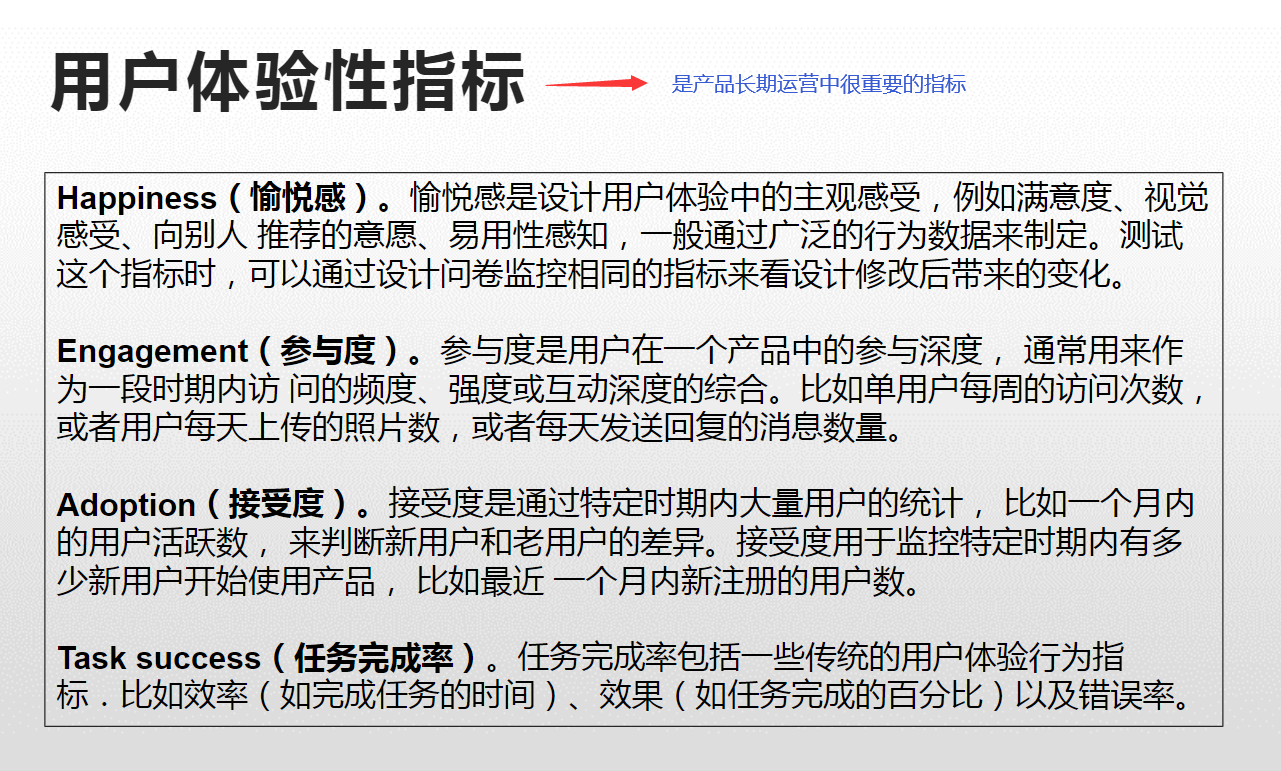 用户体验性指标
是产品长期运营中很重要的指标
Happiness（愉悦感）。愉悦感是设计用户体验中的主观感受，例如满意度、视觉
感受、向别人 推荐的意愿、易用性感知，一般通过广泛的行为数据来制定。测试
这个指标时，可以通过设计问卷监控相同的指标来看设计修改后带来的变化。
Engagement（参与度）。参与度是用户在一个产品中的参与深度， 通常用来作
为一段时期内访 问的频度、强度或互动深度的综合。比如单用户每周的访问次数，
或者用户每天上传的照片数，或者每天发送回复的消息数量。
Adoption（接受度）。接受度是通过特定时期内大量用户的统计， 比如一个月内
的用户活跃数， 来判断新用户和老用户的差异。接受度用于监控特定时期内有多
少新用户开始使用产品， 比如最近 一个月内新注册的用户数。
Task success（任务完成率）。任务完成率包括一些传统的用户体验行为指
标．比如效率（如完成任务的时间）、效果（如任务完成的百分比）以及错误率。